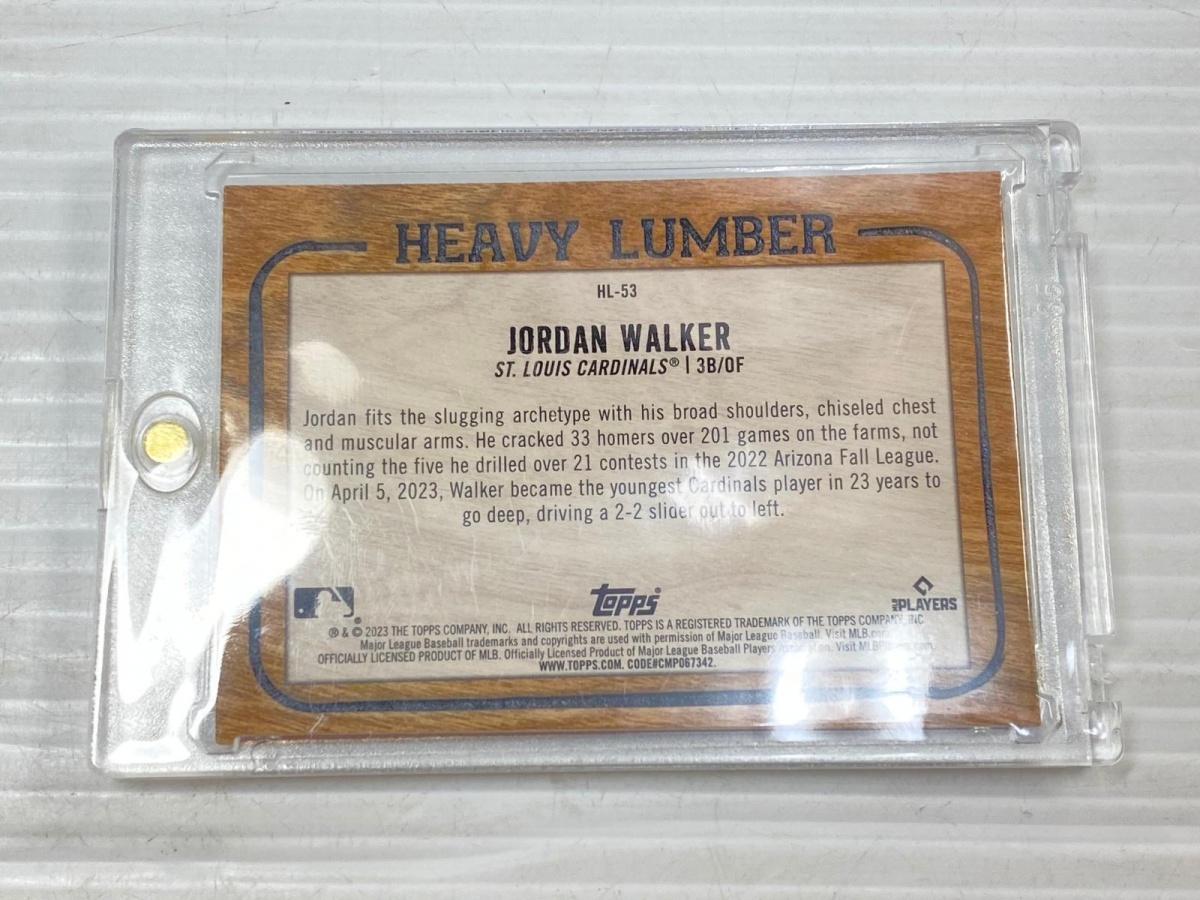 HEAVY LUMBER
HL-53
JORDAN WALKER
ST. LOUIS CARDINALS® | 3B/OF
Jordan fits the slugging archetype with his broad shoulders, chiseled chest
and muscular arms. He cracked 33 homers over 201 games on the farms, not
counting the five he drilled over 21 contests in the 2022 Arizona Fall League.
On April 5, 2023, Walker became the youngest Cardinals player in 23 years to
go deep, driving a 2-2 slider out to left.
topps
PLAYERS
® & © 2023 THE TOPPS COMPANY, INC. ALL RIGHTS RESERVED. TOPPS IS A REGISTERED TRADEMARK OF THE TOPPS COMPANY, INC
Major League Baseball trademarks and copyrights are used with permission of Major League Baseball. Visit MLB.com
OFFICIALLY LICENSED PRODUCT OF MLB. Officially Licensed Product of Major League Baseball Players Association. Visit MLBPlayers.com.
WWW.TOPPS.COM. CODE#CMP067342.